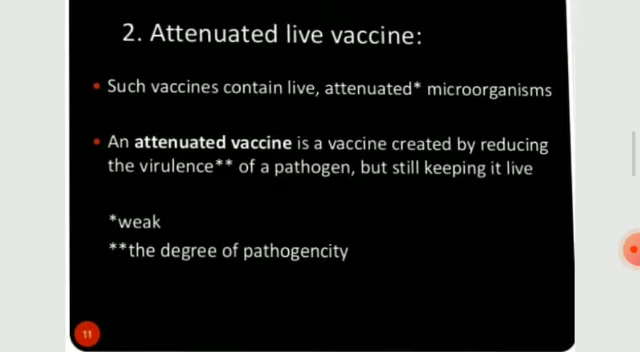 2. Attenuated live vaccine:
• Such vaccines contain live, attenuated* microorganisms
• An attenuated vaccine is a vaccine created by reducing
the virulence** of a pathogen, but still keeping it live
*weak
**the degree of pathogencity
11